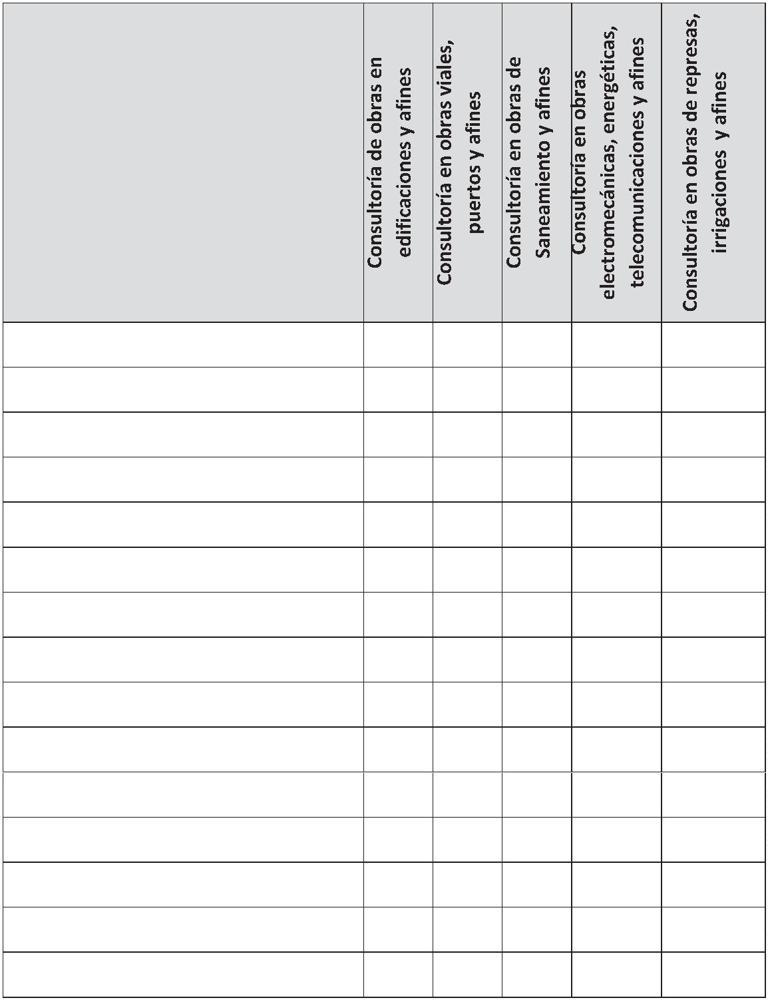 Consultoría de obras en
edificaciones y afines
Consultoría en obras viales,
puertos y afines
Consultoría en obras de
Saneamiento y afines
Consultoría en obras
electromecánicas, energéticas,
telecomunicaciones y afines
Consultoría en obras de represas,
irrigaciones y afines